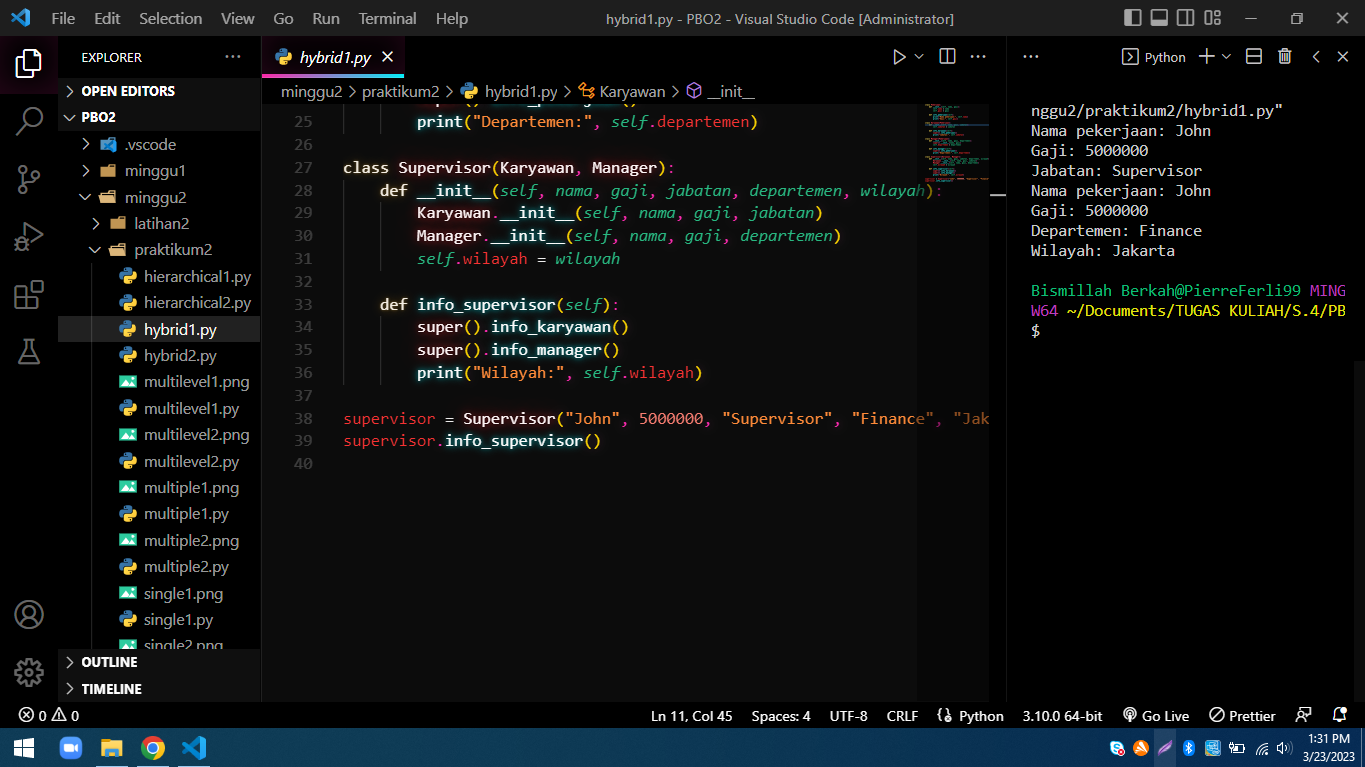 File Edit Selection View Go Run Terminal Help
hybrid1.py - PBO2 - Visual Studio Code [Administrator]
EXPLORER
OPEN EDITORS
PBO2
.vscode
minggu1
minggu2
latihan2
praktikum2
hierarchical1.py
hierarchical2.py
hybrid1.py
hybrid2.py
multilevel1.png
multilevel1.py
multilevel2.png
multilevel2.py
multiple1.png
multiple1.py
multiple2.png
multiple2.py
single1.png
single1.py
single2.png
OUTLINE
TIMELINE
hybrid1.py
minggu2 > praktikum2 > hybrid1.py > Karyawan > __init__
25 print("Departemen:", self.departemen)
26
27 class Supervisor(Karyawan, Manager):
28 def __init__(self, nama, gaji, jabatan, departemen, wilayah):
29 Karyawan.__init__(self, nama, gaji, jabatan)
30 Manager.__init__(self, nama, gaji, departemen)
31 self.wilayah = wilayah
32
33 def info_supervisor(self):
34 super().info_karyawan()
35 super().info_manager()
36 print("Wilayah:", self.wilayah)
37
38 supervisor = Supervisor("John", 5000000, "Supervisor", "Finance", "Jak
39 supervisor.info_supervisor()
40
Python
nggu2/praktikum2/hybrid1.py"
Nama pekerjaan: John
Gaji: 5000000
Jabatan: Supervisor
Nama pekerjaan: John
Gaji: 5000000
Departemen: Finance
Wilayah: Jakarta
Bismillah Berkah@PierreFerli99 MING
W64 ~/Documents/TUGAS KULIAH/S.4/PB
$
0 0
Ln 11, Col 45 Spaces: 4 UTF-8 CRLF Python 3.10.0 64-bit Go Live Prettier
1:31 PM
3/23/2023